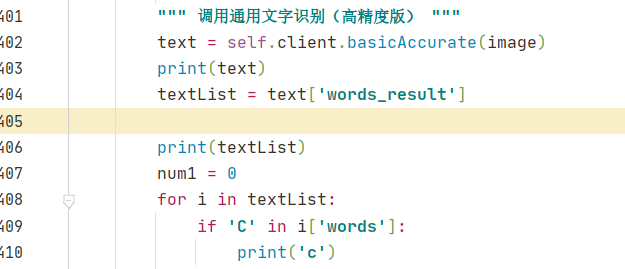 401 """ 调用通用文字识别（高精度版） """
402 text = self.client.basicAccurate(image)
403 print(text)
404 textList = text['words_result']
405
406 print(textList)
407 num1 = 0
408 for i in textList:
409 if 'C' in i['words']:
410 print('c')